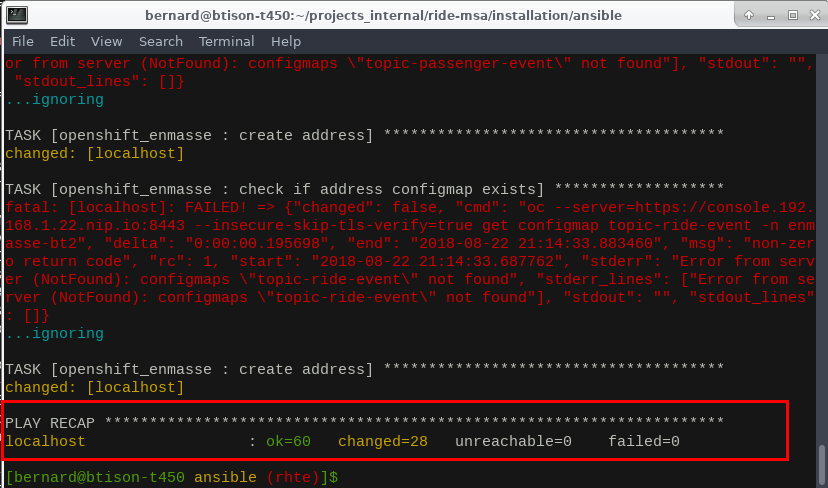 bernard@btison-t450:~/projects_internal/ride-msa/installation/ansible
File Edit View Search Terminal Help
or from server (NotFound): configmaps \"topic-passenger-event\" not found"], "stdout": "",
"stdout_lines": []}
...ignoring
TASK [openshift_enmasse : create address] **************************************
changed: [localhost]
TASK [openshift_enmasse : check if address configmap exists] *******************
fatal: [localhost]: FAILED! => {"changed": false, "cmd": "oc --server=https://console.192.
168.1.22.nip.io:8443 --insecure-skip-tls-verify=true get configmap topic-ride-event -n enm
asse-bt2", "delta": "0:00:00.195698", "end": "2018-08-22 21:14:33.883460", "msg": "non-zer
o return code", "rc": 1, "start": "2018-08-22 21:14:33.687762", "stderr": "Error from serv
er (NotFound): configmaps \"topic-ride-event\" not found", "stderr_lines": ["Error from se
rver (NotFound): configmaps \"topic-ride-event\" not found"], "stdout": "", "stdout_lines"
: []}
...ignoring
TASK [openshift_enmasse : create address] **************************************
changed: [localhost]
PLAY RECAP *********************************************************************
localhost : ok=60 changed=28 unreachable=0 failed=0
[bernard@btison-t450 ansible (rhte)]$